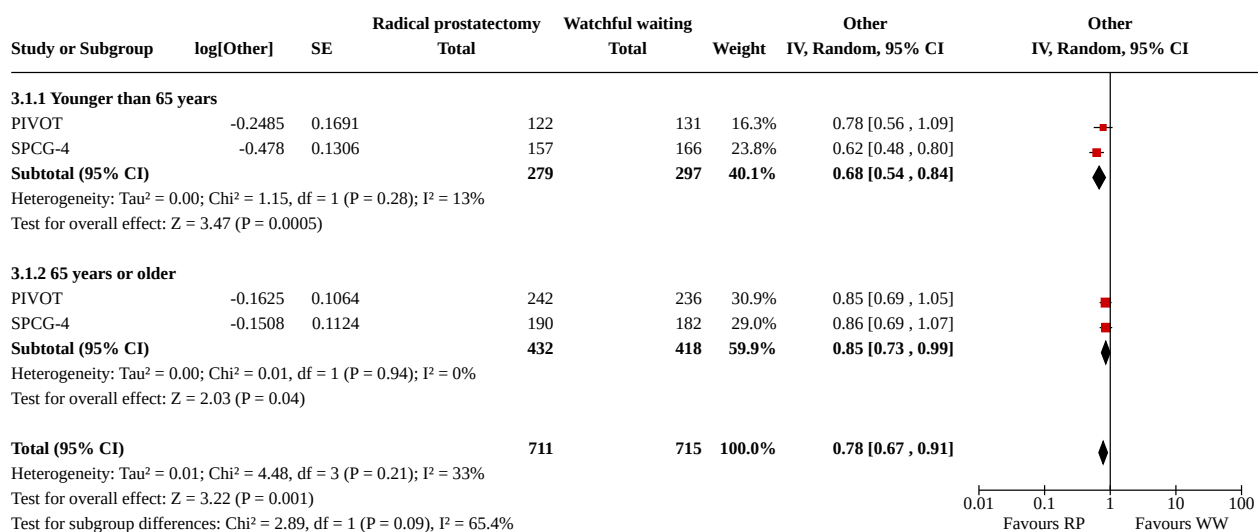 Radical prostatectomy Watchful waiting Other Other
Study or Subgroup log[Other] SE Total Total Weight IV, Random, 95% CI IV, Random, 95% CI
3.1.1 Younger than 65 years
PIVOT -0.2485 0.1691 122 131 16.3% 0.78 [0.56 , 1.09]
SPCG-4 -0.478 0.1306 157 166 23.8% 0.62 [0.48 , 0.80]
Subtotal (95% CI) 279 297 40.1% 0.68 [0.54 , 0.84]
Heterogeneity: Tau² = 0.00; Chi² = 1.15, df = 1 (P = 0.28); I² = 13%
Test for overall effect: Z = 3.47 (P = 0.0005)
3.1.2 65 years or older
PIVOT -0.1625 0.1064 242 236 30.9% 0.85 [0.69 , 1.05]
SPCG-4 -0.1508 0.1124 190 182 29.0% 0.86 [0.69 , 1.07]
Subtotal (95% CI) 432 418 59.9% 0.85 [0.73 , 0.99]
Heterogeneity: Tau² = 0.00; Chi² = 0.01, df = 1 (P = 0.94); I² = 0%
Test for overall effect: Z = 2.03 (P = 0.04)
Total (95% CI) 711 715 100.0% 0.78 [0.67 , 0.91]
Heterogeneity: Tau² = 0.01; Chi² = 4.48, df = 3 (P = 0.21); I² = 33%
Test for overall effect: Z = 3.22 (P = 0.001)
Test for subgroup differences: Chi² = 2.89, df = 1 (P = 0.09), I² = 65.4%
0.01 0.1 1 10 100
Favours RP Favours WW